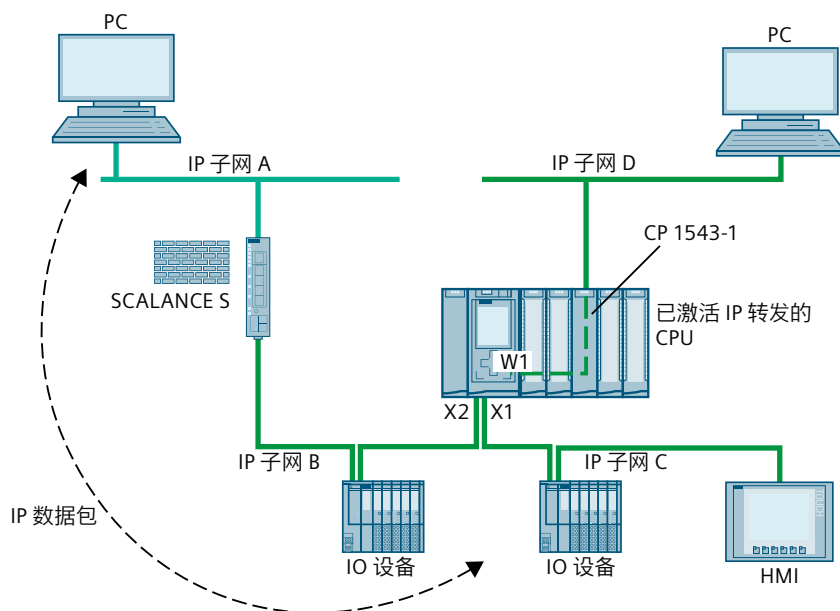 PC
PC
IP 子网 A
IP 子网 D
CP 1543-1
SCALANCE S
已激活 IP 转发的
CPU
W1
X2
X1
IP 子网 B
IP 子网 C
IP 数据包
IO 设备
IO 设备
HMI